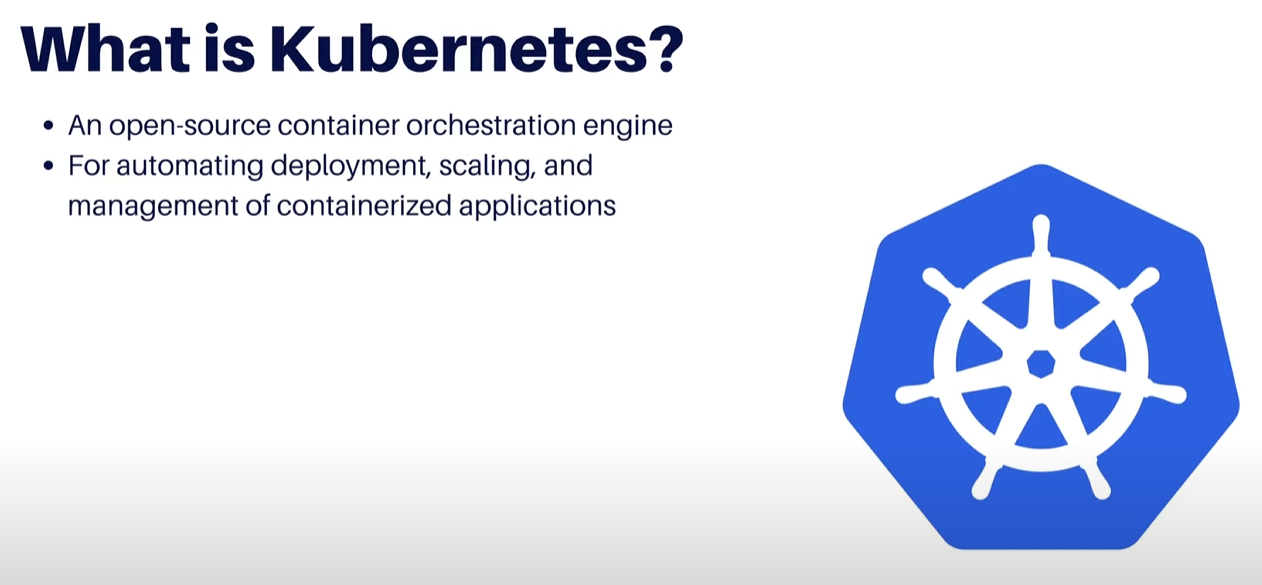 What is Kubernetes?
• An open-source container orchestration engine
• For automating deployment, scaling, and
management of containerized applications